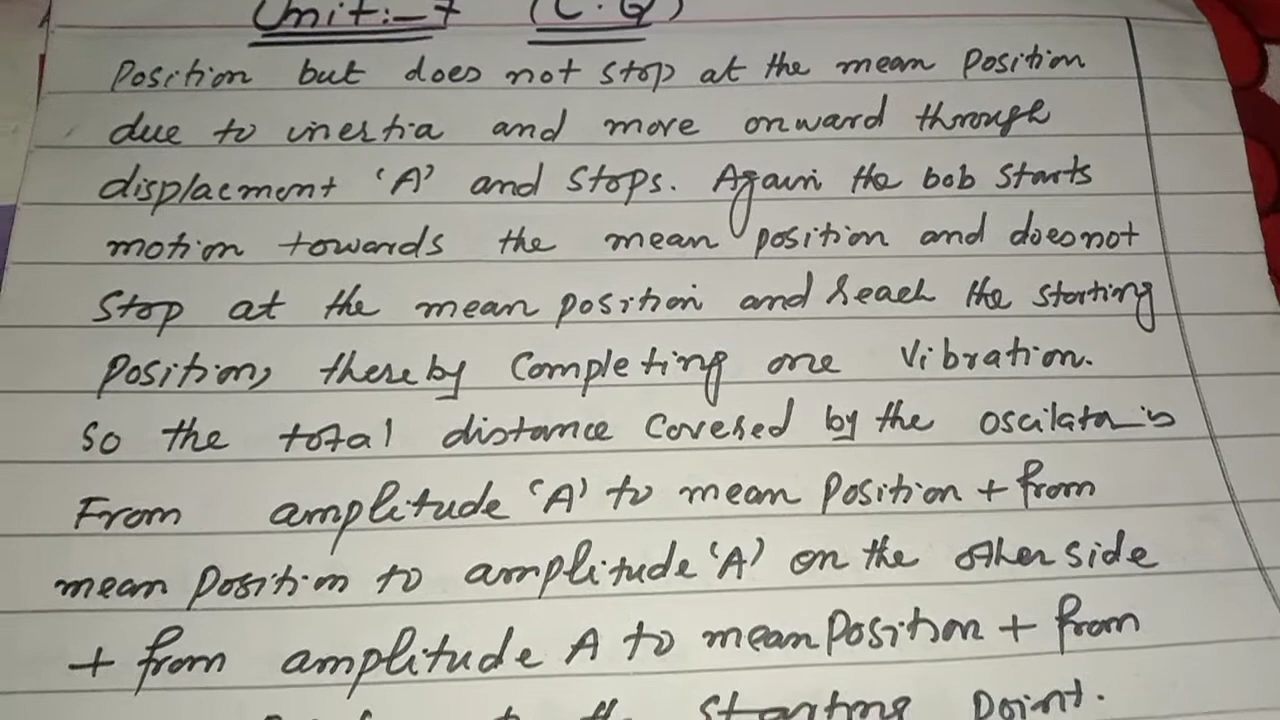 Unit:-7 (C.Q)
Position but does not stop at the mean position
due to inertia and move onward through
displacment 'A' and stops. Again the bob starts
motion towards the mean position and does not
stop at the mean position and reach the starting
position, thereby completing one vibration.
So the total distance covered by the oscilator is
From amplitude 'A' to mean position + from
mean position to amplitude 'A' on the other side
+ from amplitude A to mean position + from
to the starting point.